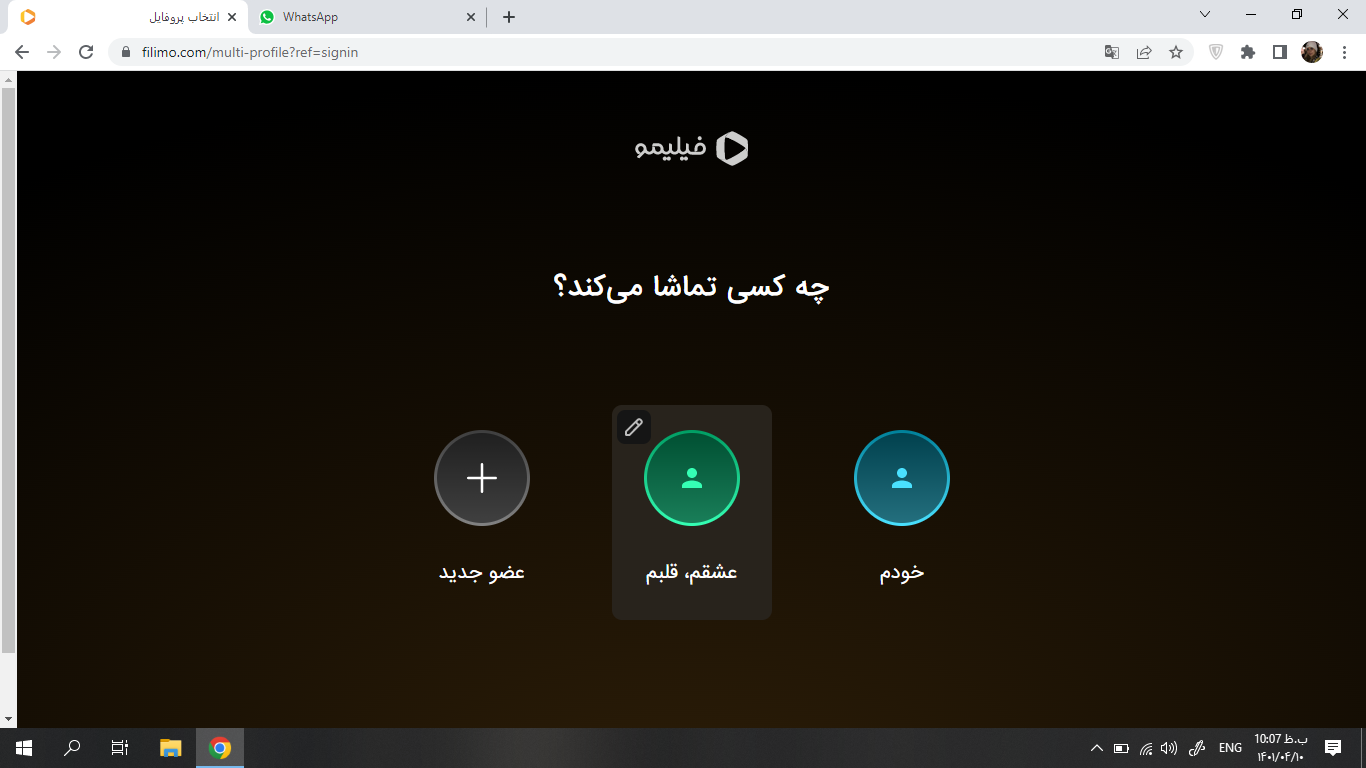 انتخاب پروفایل
WhatsApp
filimo.com/multi-profile?ref=signin
فیلیمو
چه کسی تماشا می‌کند؟
خودم
عشقم، قلبم
عضو جدید
ENG
10:07 ب.ظ
۱۴۰۱/۰۴/۱۰